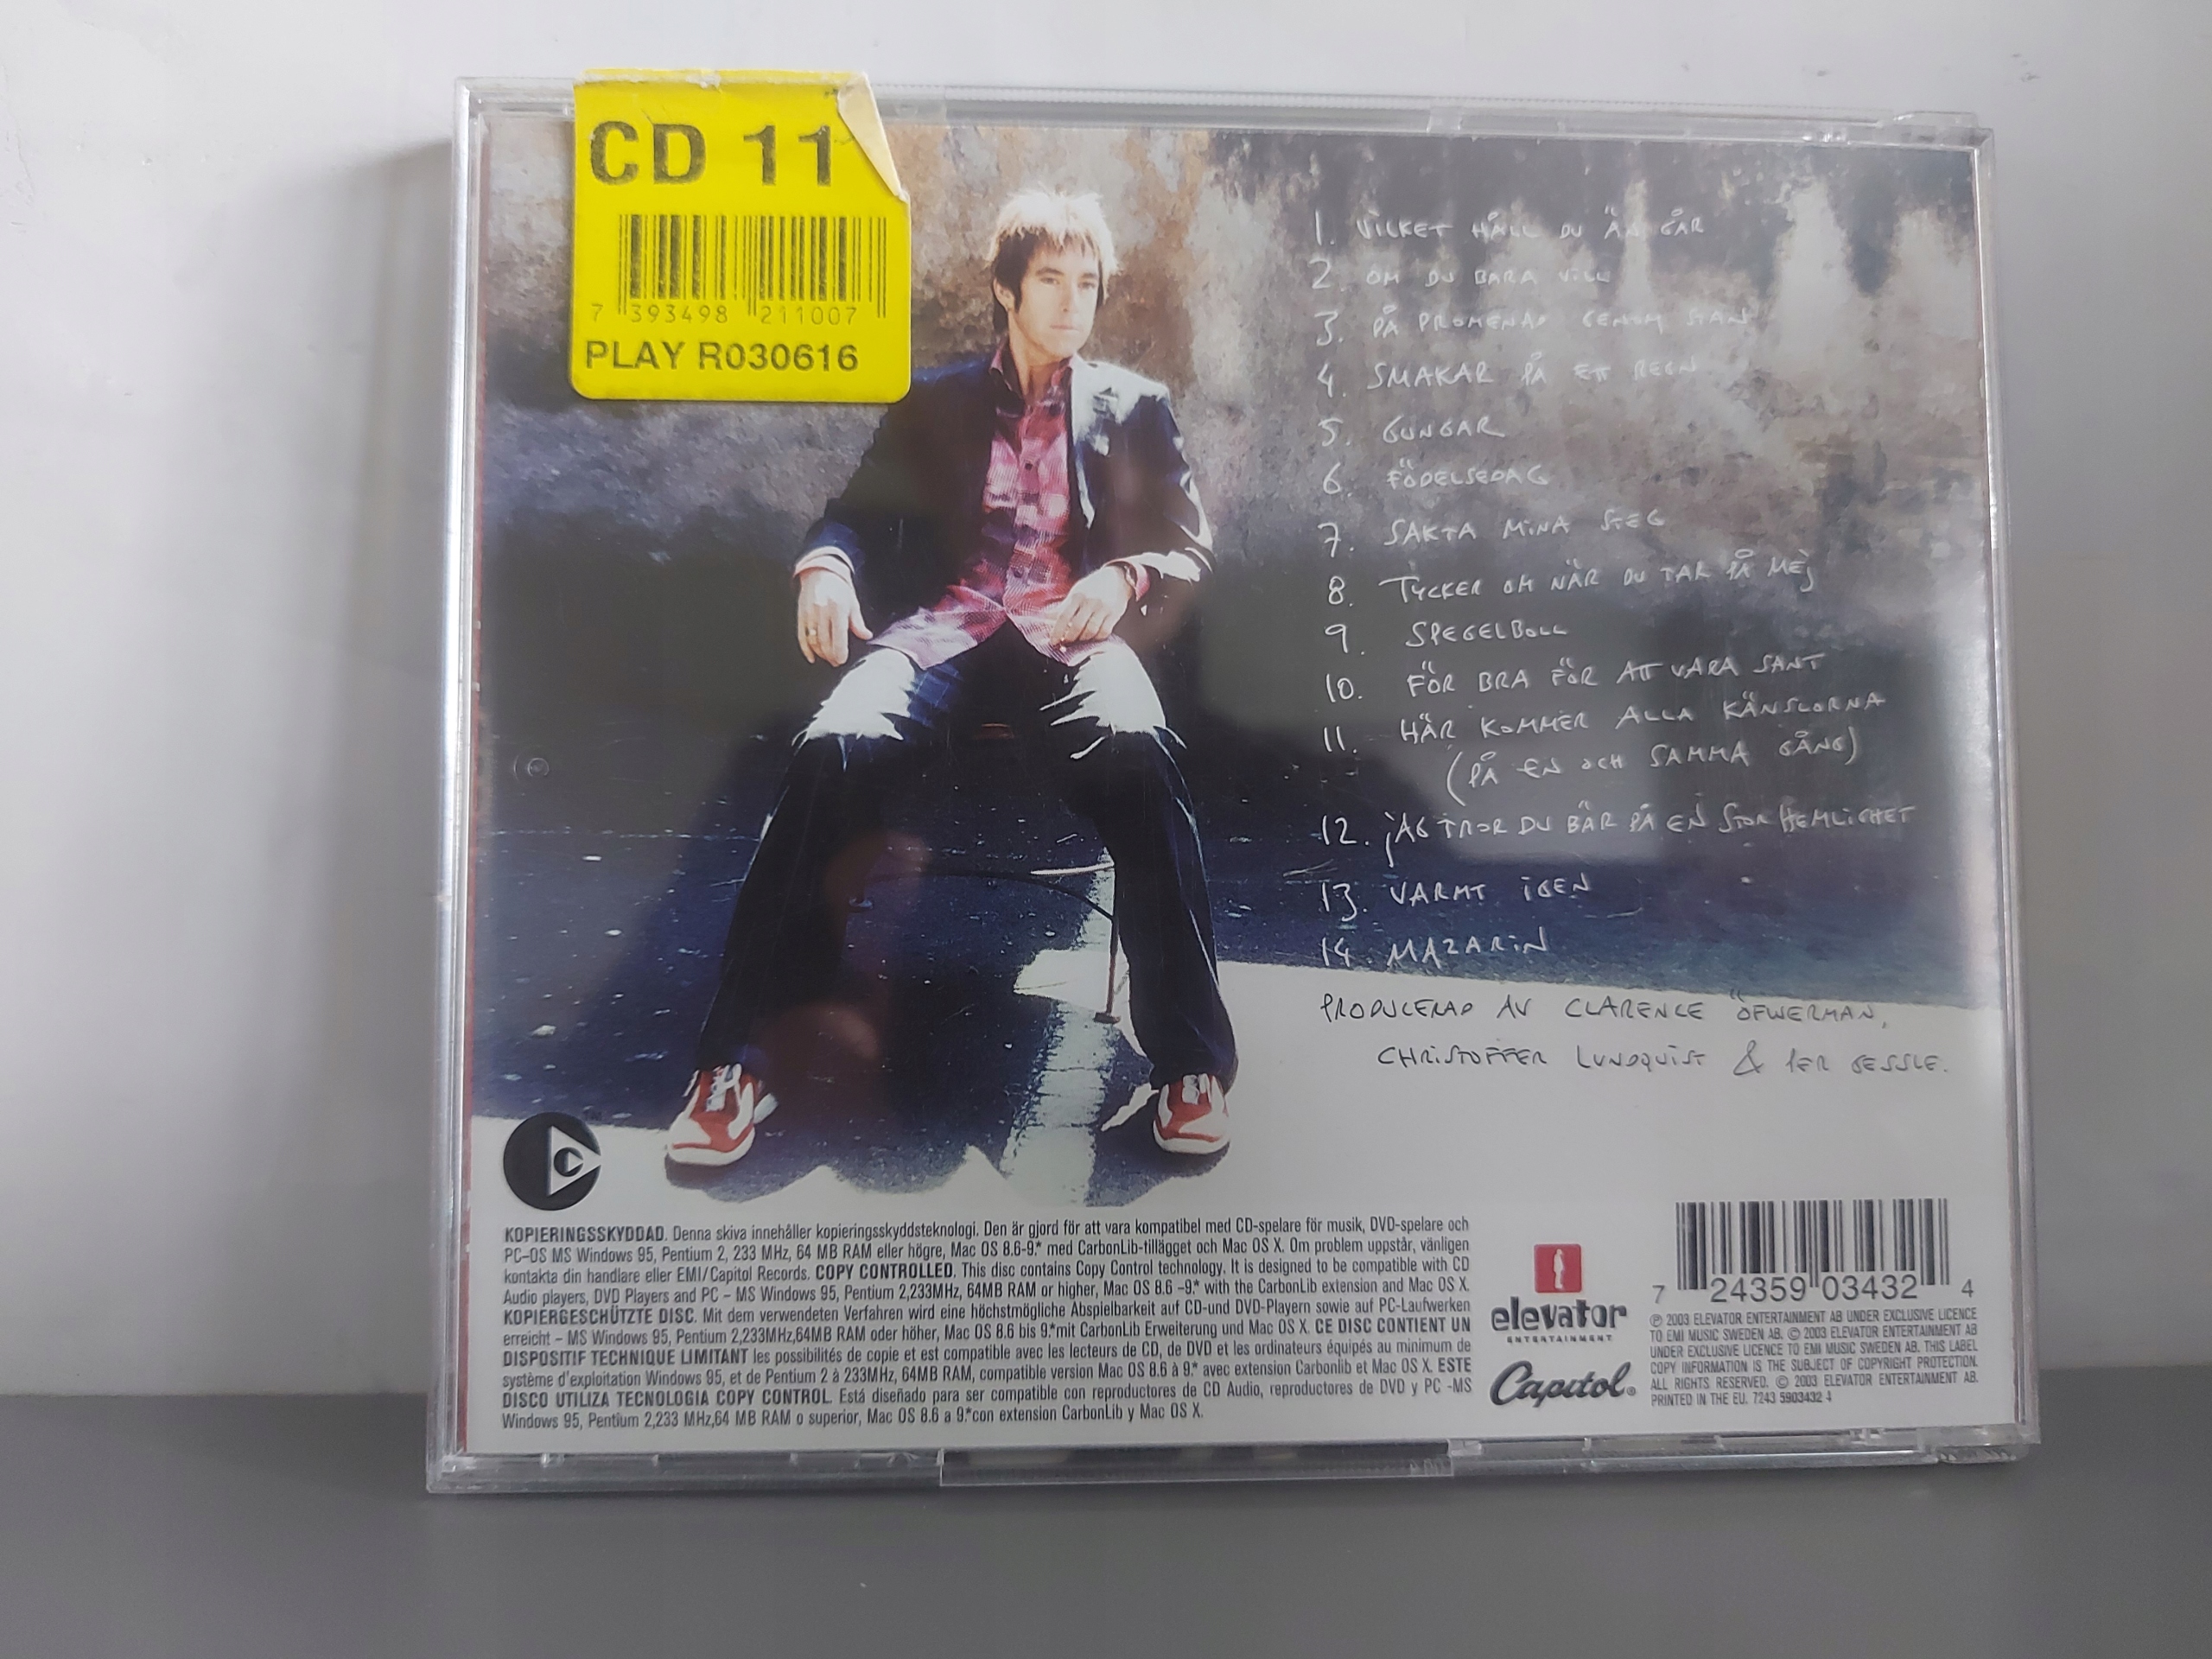 CD 11
7 393498 211007
PLAY R030616
1. VILKET HÅLL DU ÄN GÅR
2. OM DU BARA VILL
3. PÅ PROMENAD GENOM STAN
4. SMAKAR PÅ ETT REGN
5. GUNGAR
6. FÖDELSEDAG
7. SAKTA MINA STEG
8. TYCKER OM NÄR DU TAR PÅ MEJ
9. SPEGELBOLL
10. FÖR BRA FÖR ATT VARA SANT
11. HÄR KOMMER ALLA KÄNSLORNA
(PÅ EN OCH SAMMA GÅNG)
12. JAG TROR DU BÄR PÅ EN STOR HEMLIGHET
13. VARMT IGEN
14. MAZARIN
PRODUCERAD AV CLARENCE ÖFWERMAN,
CHRISTOFFER LUNDQUIST & PER GESSLE.
KOPIERINGSSKYDDAD. Denna skiva innehåller kopieringsskyddsteknologi. Den är gjord för att vara kompatibel med CD-spelare för musik, DVD-spelare och
PC-OS MS Windows 95, Pentium 2, 233 MHz, 64 MB RAM eller högre, Mac OS 8.6-9.* med CarbonLib-tillägget och Mac OS X. Om problem uppstår, vänligen
kontakta din handlare eller EMI/Capitol Records. COPY CONTROLLED. This disc contains Copy Control technology. It is designed to be compatible with CD
Audio players, DVD Players and PC – MS Windows 95, Pentium 2,233MHz, 64MB RAM or higher, Mac OS 8.6 –9.* with the CarbonLib extension and Mac OS X.
KOPIERGESCHÜTZTE DISC. Mit dem verwendeten Verfahren wird eine höchstmögliche Abspielbarkeit auf CD-und DVD-Playern sowie auf PC-Laufwerken
erreicht – MS Windows 95, Pentium 2,233MHz,64MB RAM oder höher, Mac OS 8.6 bis 9.*mit CarbonLib Erweiterung und Mac OS X. CE DISC CONTIENT UN
DISPOSITIF TECHNIQUE LIMITANT les possibilités de copie et est compatible avec les lecteurs de CD, de DVD et les ordinateurs équipés au minimum de
système d'exploitation Windows 95, et de Pentium 2 à 233MHz, 64MB RAM, compatible version Mac OS 8.6 à 9.* avec extension Carbonlib et Mac OS X. ESTE
DISCO UTILIZA TECNOLOGIA COPY CONTROL. Está diseñado para ser compatible con reproductores de CD Audio, reproductores de DVD y PC -MS
Windows 95, Pentium 2,233 MHz,64 MB RAM o superior, Mac OS 8.6 a 9.*con extension CarbonLib y Mac OS X.
elevator
ENTERTAINMENT
Capitol®
7 24359 03432 4
℗ 2003 ELEVATOR ENTERTAINMENT AB UNDER EXCLUSIVE LICENCE
TO EMI MUSIC SWEDEN AB. © 2003 ELEVATOR ENTERTAINMENT AB
UNDER EXCLUSIVE LICENCE TO EMI MUSIC SWEDEN AB. THIS LABEL
COPY INFORMATION IS THE SUBJECT OF COPYRIGHT PROTECTION.
ALL RIGHTS RESERVED. © 2003 ELEVATOR ENTERTAINMENT AB.
PRINTED IN THE EU. 7243 5903432 4